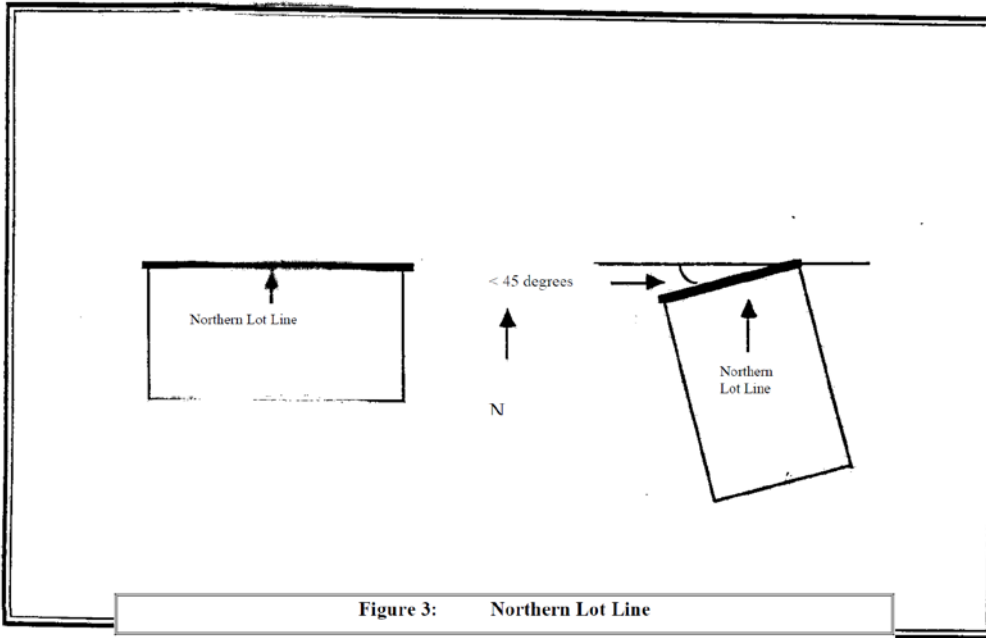 < 45 degrees
Northern Lot Line
N
Northern
Lot Line
Figure 3: Northern Lot Line